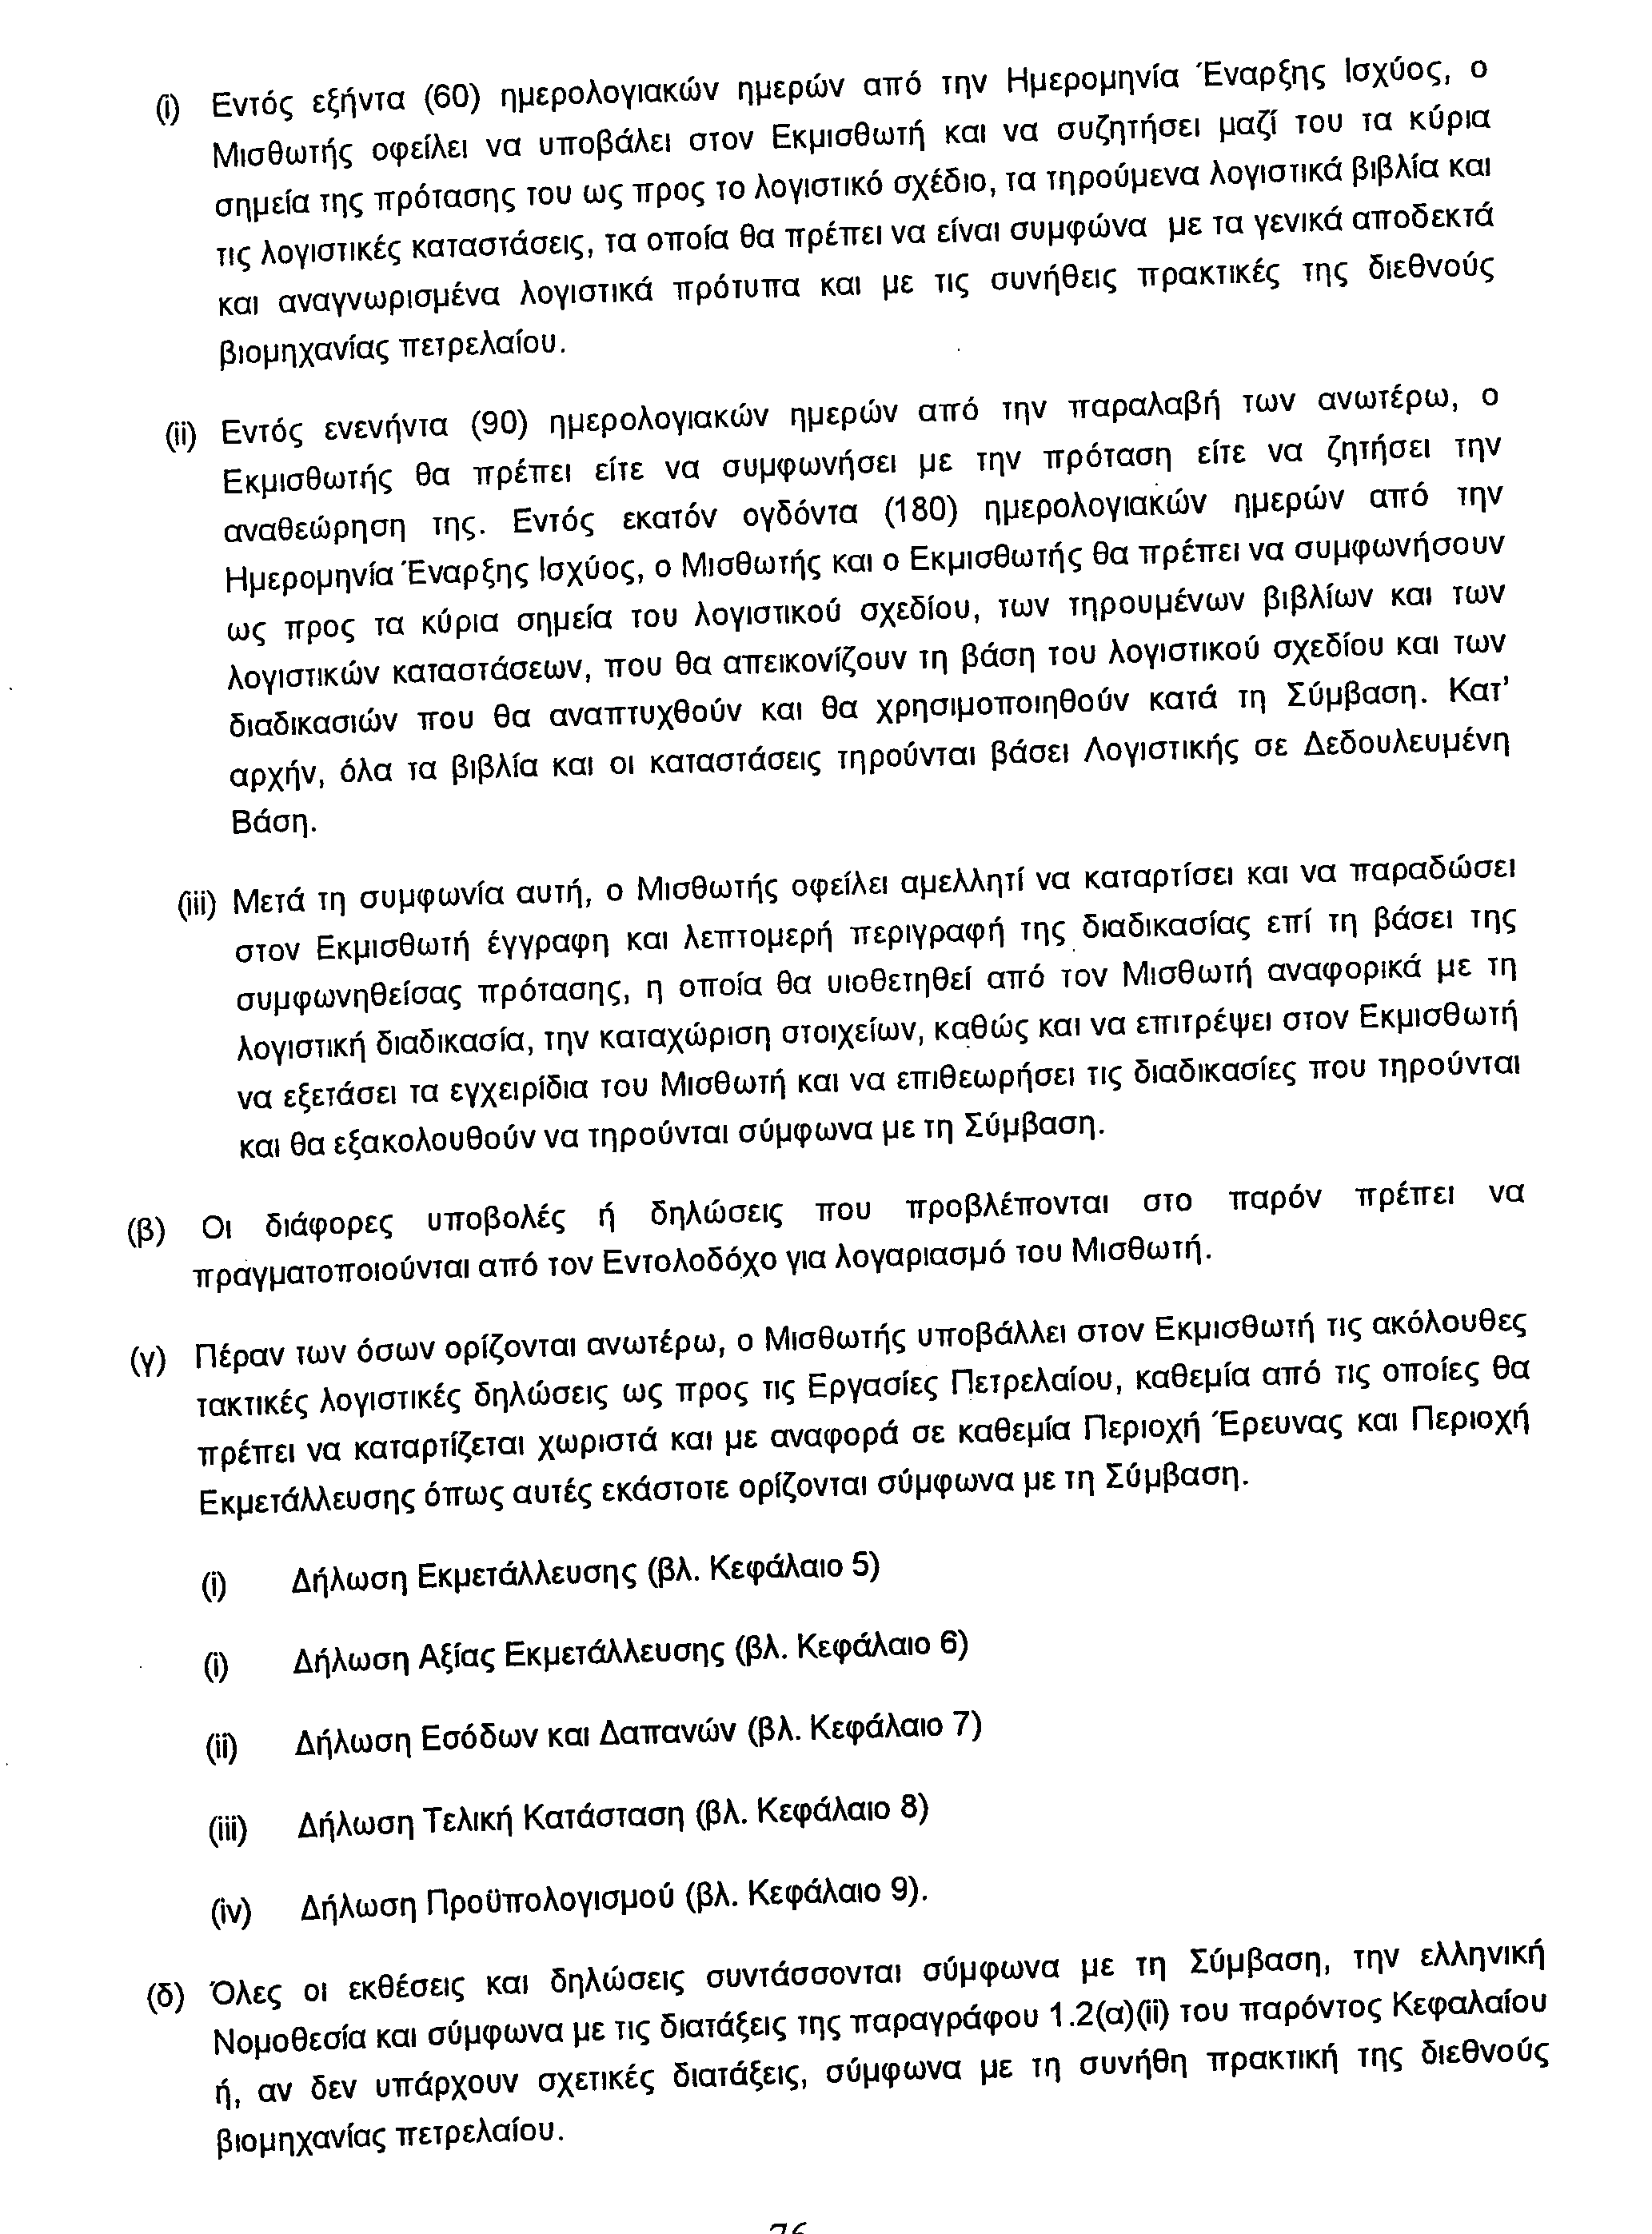 (i) Εντός εξήντα (60) ημερολογιακών ημερών από την Ημερομηνία Έναρξης Ισχύος, ο
Μισθωτής οφείλει να υποβάλει στον Εκμισθωτή και να συζητήσει μαζί του τα κύρια
σημεία της πρότασης του ως προς το λογιστικό σχέδιο, τα τηρούμενα λογιστικά βιβλία και
τις λογιστικές καταστάσεις, τα οποία θα πρέπει να είναι συμφώνα με τα γενικά αποδεκτά
και αναγνωρισμένα λογιστικά πρότυπα και με τις συνήθεις πρακτικές της διεθνούς
βιομηχανίας πετρελαίου.
(ii) Εντός ενενήντα (90) ημερολογιακών ημερών από την παραλαβή των ανωτέρω, ο
Εκμισθωτής θα πρέπει είτε να συμφωνήσει με την πρόταση είτε να ζητήσει την
αναθεώρηση της. Εντός εκατόν ογδόντα (180) ημερολογιακών ημερών από την
Ημερομηνία Έναρξης Ισχύος, ο Μισθωτής και ο Εκμισθωτής θα πρέπει να συμφωνήσουν
ως προς τα κύρια σημεία του λογιστικού σχεδίου, των τηρουμένων βιβλίων και των
λογιστικών καταστάσεων, που θα απεικονίζουν τη βάση του λογιστικού σχεδίου και των
διαδικασιών που θα αναπτυχθούν και θα χρησιμοποιηθούν κατά τη Σύμβαση. Κατ'
αρχήν, όλα τα βιβλία και οι καταστάσεις τηρούνται βάσει Λογιστικής σε Δεδουλευμένη
Βάση.
(iii) Μετά τη συμφωνία αυτή, ο Μισθωτής οφείλει αμελλητί να καταρτίσει και να παραδώσει
στον Εκμισθωτή έγγραφη και λεπτομερή περιγραφή της διαδικασίας επί τη βάσει της
συμφωνηθείσας πρότασης, η οποία θα υιοθετηθεί από τον Μισθωτή αναφορικά με τη
λογιστική διαδικασία, την καταχώριση στοιχείων, καθώς και να επιτρέψει στον Εκμισθωτή
να εξετάσει τα εγχειρίδια του Μισθωτή και να επιθεωρήσει τις διαδικασίες που τηρούνται
και θα εξακολουθούν να τηρούνται σύμφωνα με τη Σύμβαση.
(β) Οι διάφορες υποβολές ή δηλώσεις που προβλέπονται στο παρόν πρέπει να
πραγματοποιούνται από τον Εντολοδόχο για λογαριασμό του Μισθωτή.
(γ) Πέραν των όσων ορίζονται ανωτέρω, ο Μισθωτής υποβάλλει στον Εκμισθωτή τις ακόλουθες
τακτικές λογιστικές δηλώσεις ως προς τις Εργασίες Πετρελαίου, καθεμία από τις οποίες θα
πρέπει να καταρτίζεται χωριστά και με αναφορά σε καθεμία Περιοχή Έρευνας και Περιοχή
Εκμετάλλευσης όπως αυτές εκάστοτε ορίζονται σύμφωνα με τη Σύμβαση.
(i) Δήλωση Εκμετάλλευσης (βλ. Κεφάλαιο 5)
(i) Δήλωση Αξίας Εκμετάλλευσης (βλ. Κεφάλαιο 6)
(ii) Δήλωση Εσόδων και Δαπανών (βλ. Κεφάλαιο 7)
(iii) Δήλωση Τελική Κατάσταση (βλ. Κεφάλαιο 8)
(iv) Δήλωση Προϋπολογισμού (βλ. Κεφάλαιο 9).
(δ) Όλες οι εκθέσεις και δηλώσεις συντάσσονται σύμφωνα με τη Σύμβαση, την ελληνική
Νομοθεσία και σύμφωνα με τις διατάξεις της παραγράφου 1.2(α)(ii) του παρόντος Κεφαλαίου
ή, αν δεν υπάρχουν σχετικές διατάξεις, σύμφωνα με τη συνήθη πρακτική της διεθνούς
βιομηχανίας πετρελαίου.